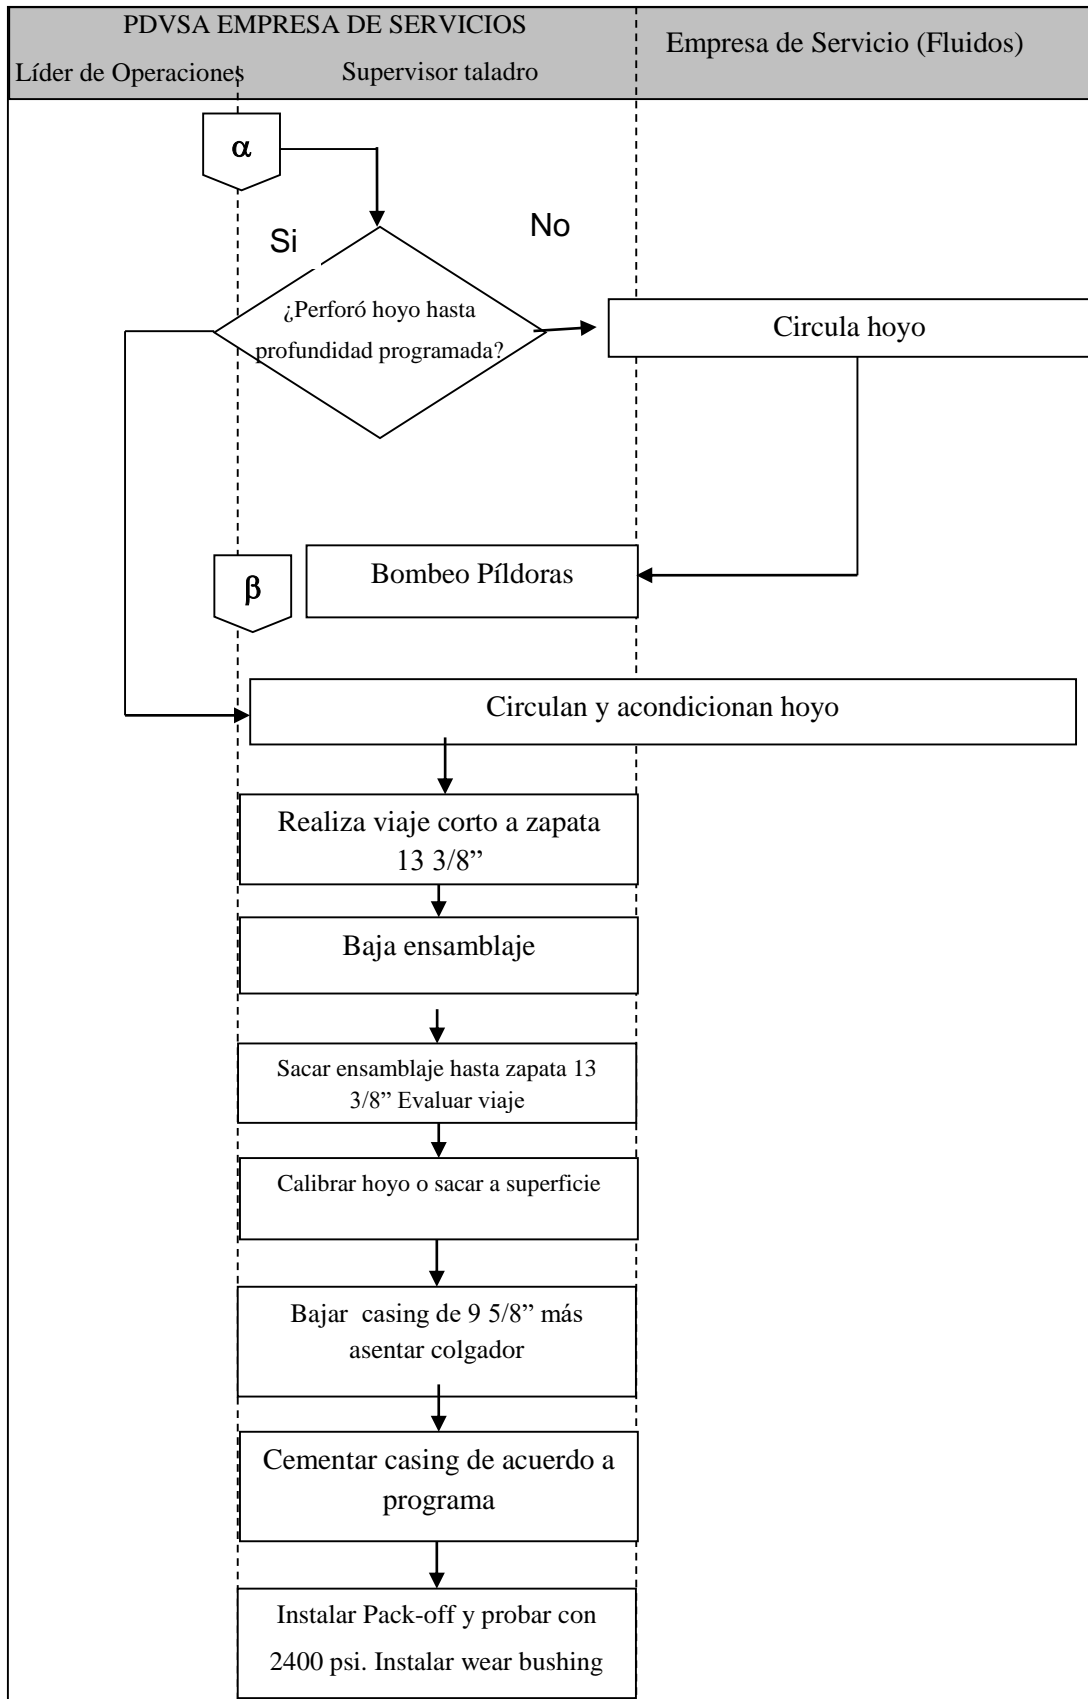 PDVSA EMPRESA DE SERVICIOS
Líder de Operaciones
Supervisor taladro
Empresa de Servicio (Fluidos)
α
Si
No
¿Perforó hoyo hasta
profundidad programada?
Circula hoyo
Bombeo Píldoras
β
Circulan y acondicionan hoyo
Realiza viaje corto a zapata
13 3/8”
Baja ensamblaje
Sacar ensamblaje hasta zapata 13
3/8” Evaluar viaje
Calibrar hoyo o sacar a superficie
Bajar casing de 9 5/8” más
asentar colgador
Cementar casing de acuerdo a
programa
Instalar Pack-off y probar con
2400 psi. Instalar wear bushing